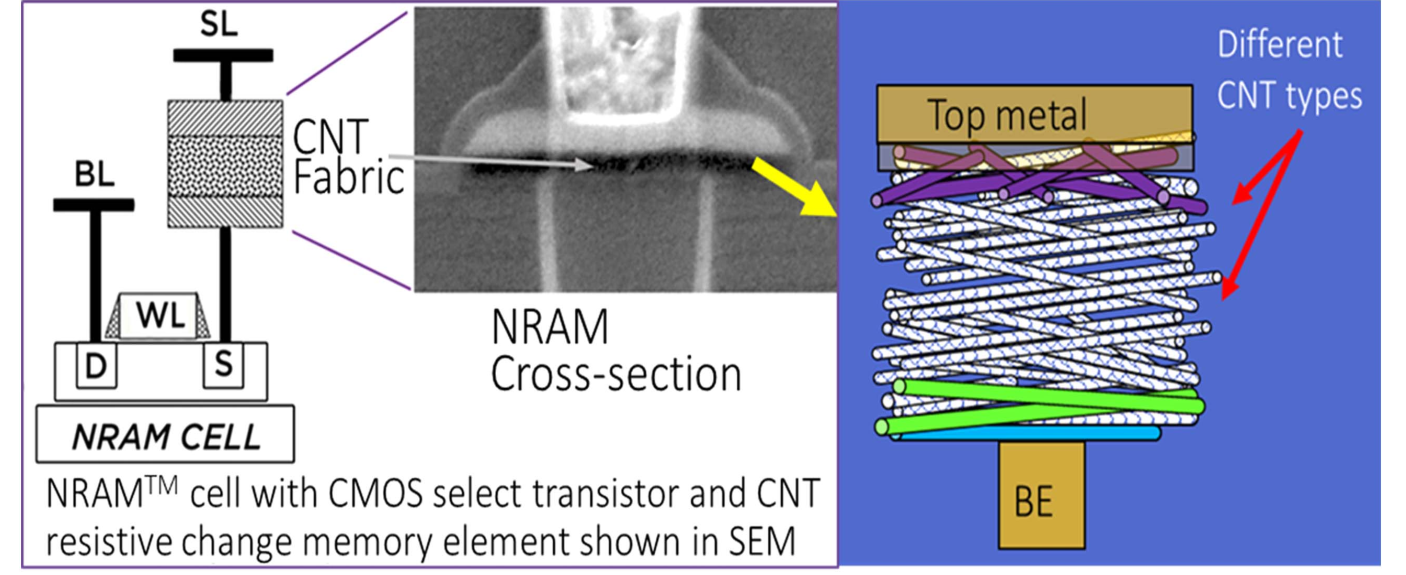 SL
CNT
Fabric
BL
WL
D
S
NRAM CELL
NRAM
Cross-section
NRAM™ cell with CMOS select transistor and CNT
resistive change memory element shown in SEM
Different
CNT types
Top metal
BE